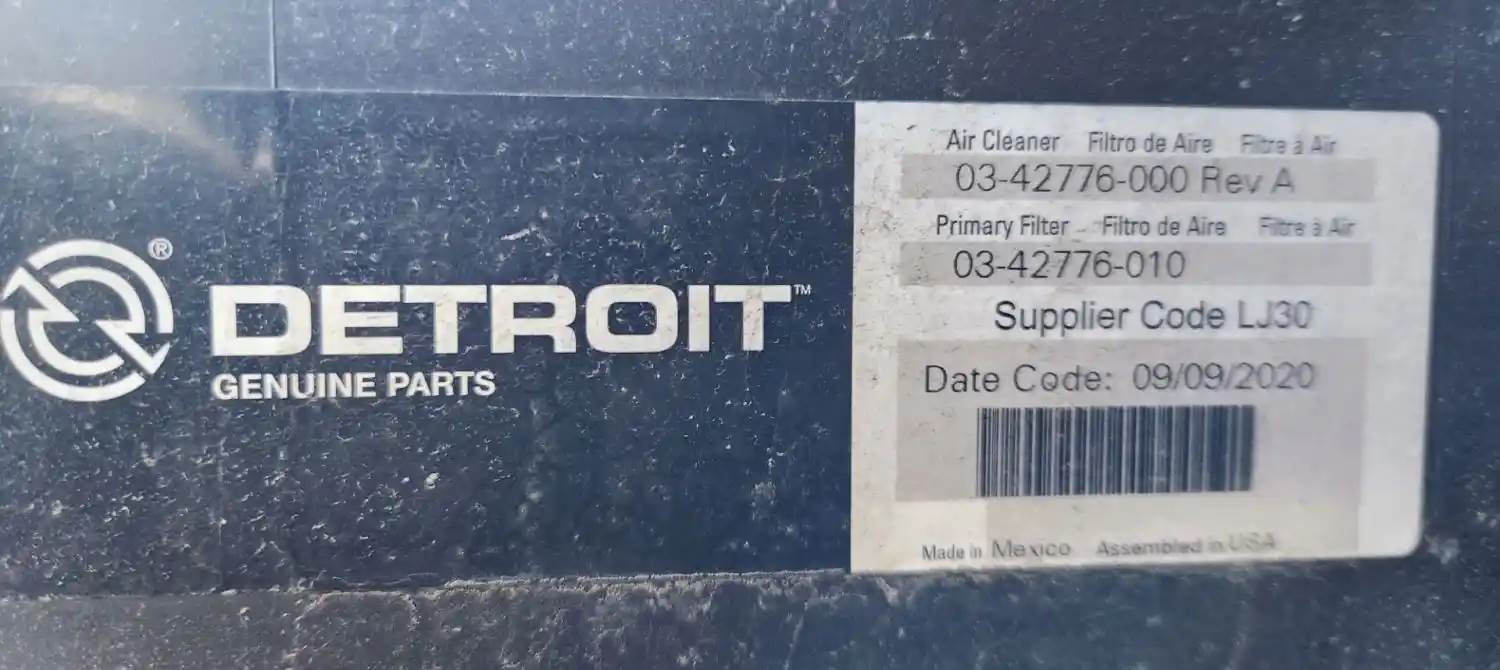 DETROIT™
GENUINE PARTS
®
Air Cleaner Filtro de Aire Filtre à Air
03-42776-000 Rev A
Primary Filter Filtro de Aire Filtre à Air
03-42776-010
Supplier Code LJ30
Date Code: 09/09/2020
Made in Mexico Assembled in USA